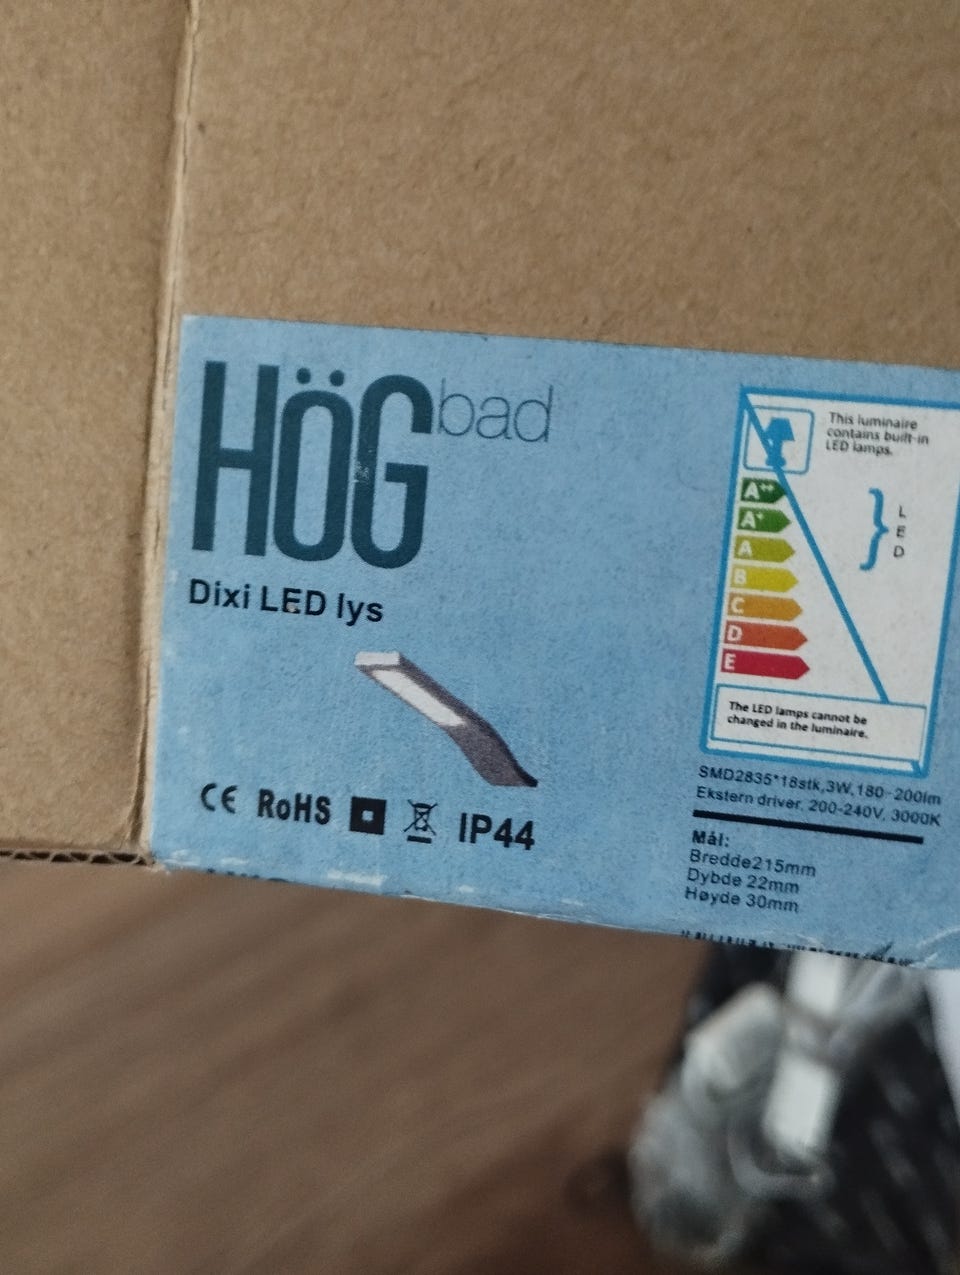 HÖGbad
Dixi LED lys
CE RoHS IP44
This luminaire
contains built-in
LED lamps.
A++
A+
A
B
C
D
E
L
E
D
The LED lamps cannot be
changed in the luminaire.
SMD2835*18stk,3W,180-200lm
Ekstern driver, 200-240V, 3000K
Mål:
Bredde215mm
Dybde 22mm
Høyde 30mm